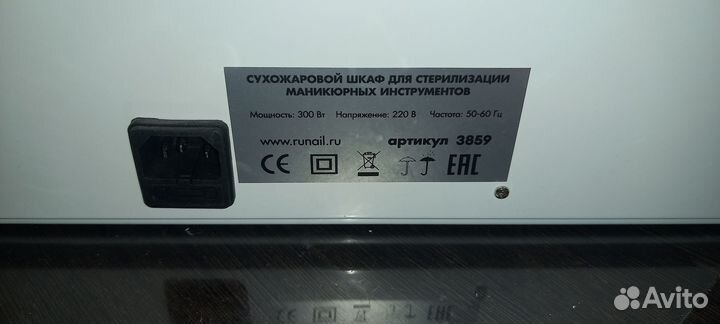 СУХОЖАРОВОЙ ШКАФ ДЛЯ СТЕРИЛИЗАЦИИ
МАНИКЮРНЫХ ИНСТРУМЕНТОВ
Мощность: 300 Вт Напряжение: 220 В Частота: 50-60 Гц
www.runail.ru артикул 3859
CE EAC
Avito